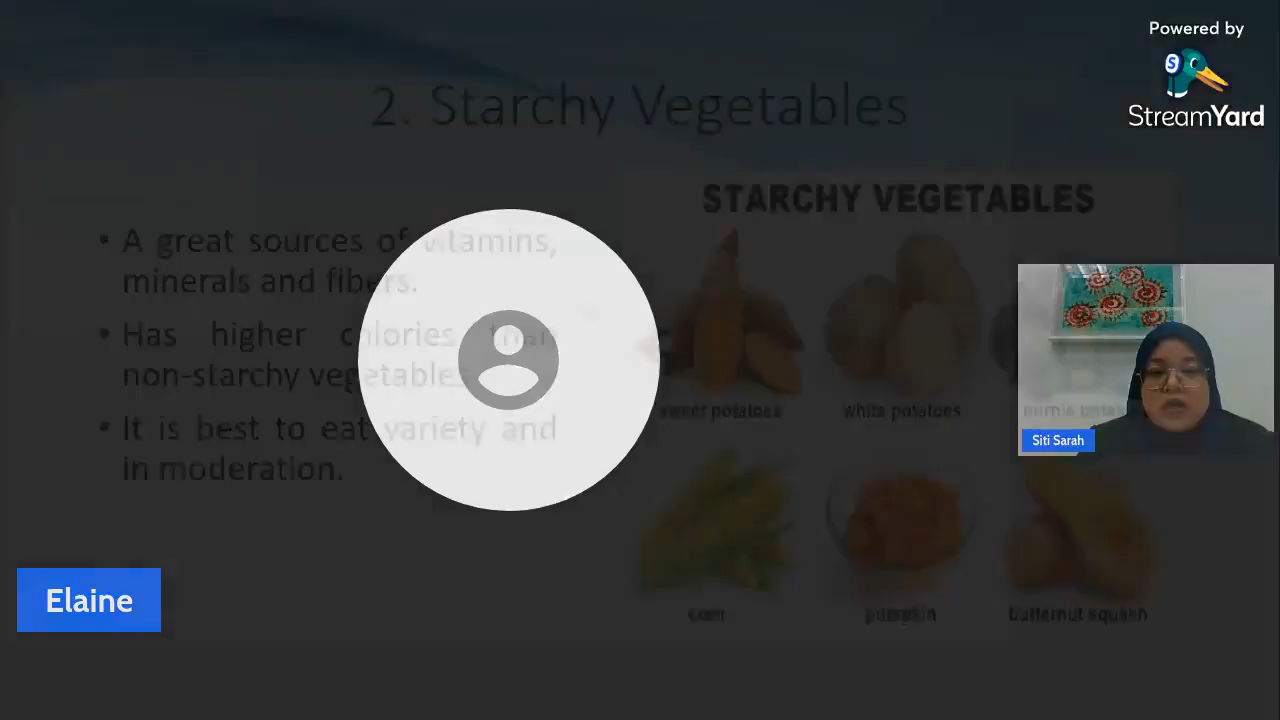 Powered by
StreamYard
2. Starchy Vegetables
STARCHY VEGETABLES
• A great sources of vitamins,
minerals and fibers.
• Has higher chlories than
non-starchy vegetables
• It is best to eat variety and
in moderation.
sweet potatoes
white potatoes
Siti Sarah
corn
pumpkin
butternut squash
Elaine